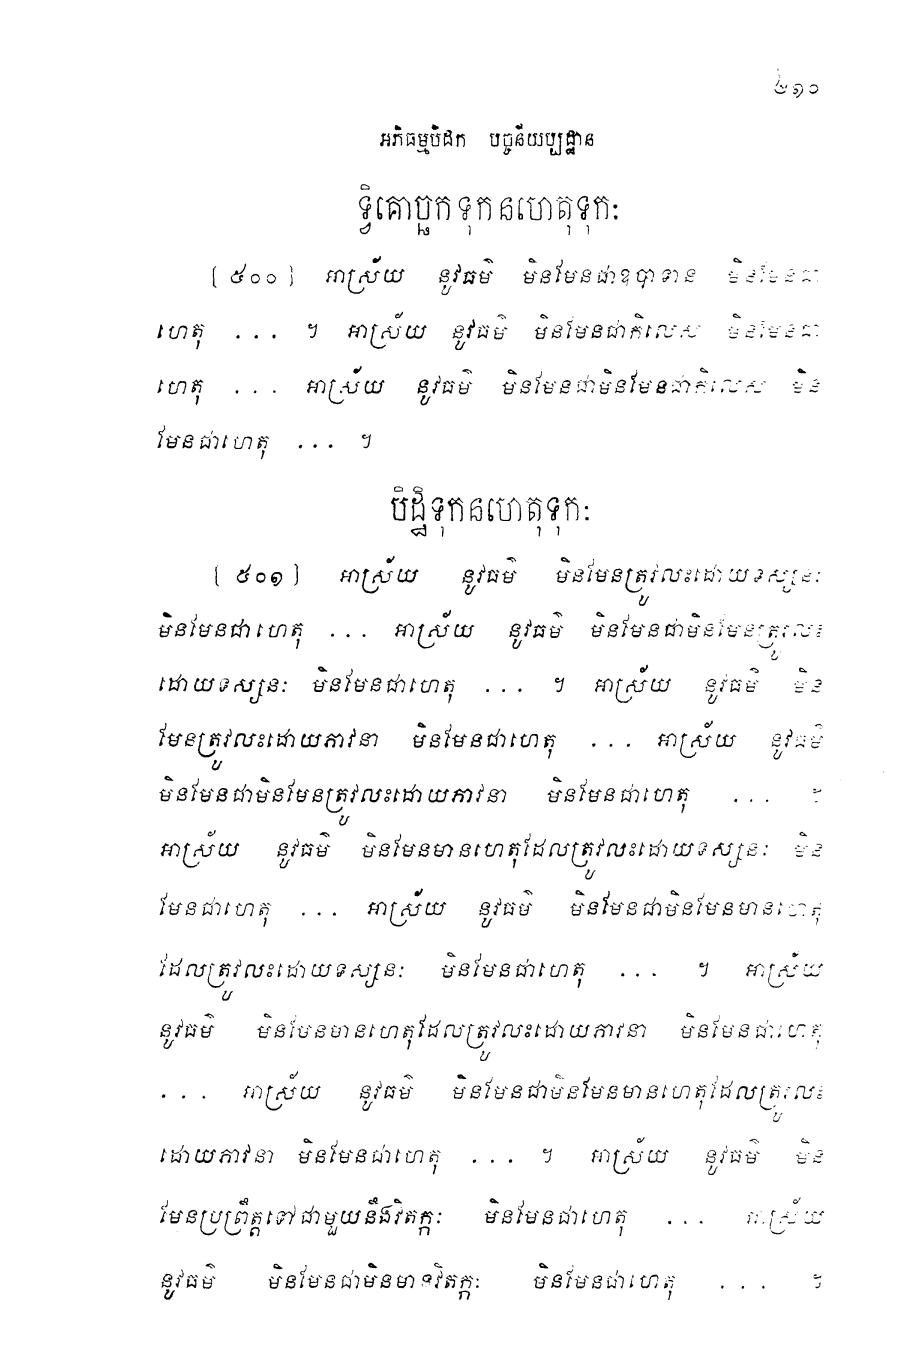 ៤១០
អភិធម្មបិដក បច្ចនីយប្បដ្ឋាន
ទ្វិគោច្ឆកទុកនហេតុទុកៈ
[ ៥០០ ] អាស្រ័យ នូវធម៌ មិនមែនជាឧបាទាន មិនមែនជា
ហេតុ ... ។ អាស្រ័យ នូវធម៌ មិនមែនជាកិលេស មិនមែនជា
ហេតុ ... អាស្រ័យ នូវធម៌ មិនមែនជាមិនមែនជាកិលេស មិន
មែនជាហេតុ ... ។
បិដ្ឋិទុកនហេតុទុកៈ
[ ៥០១ ] អាស្រ័យ នូវធម៌ មិនមែនត្រូវលះដោយទស្សនៈ
មិនមែនជាហេតុ ... អាស្រ័យ នូវធម៌ មិនមែនជាមិនមែនត្រូវលះ
ដោយទស្សនៈ មិនមែនជាហេតុ ... ។ អាស្រ័យ នូវធម៌ មិន
មែនត្រូវលះដោយភាវនា មិនមែនជាហេតុ ... អាស្រ័យ នូវធម៌
មិនមែនជាមិនមែនត្រូវលះដោយភាវនា មិនមែនជាហេតុ ... ។
អាស្រ័យ នូវធម៌ មិនមែនមានហេតុដែលត្រូវលះដោយទស្សនៈ មិន
មែនជាហេតុ ... អាស្រ័យ នូវធម៌ មិនមែនជាមិនមែនមានហេតុ
ដែលត្រូវលះដោយទស្សនៈ មិនមែនជាហេតុ ... ។ អាស្រ័យ
នូវធម៌ មិនមែនមានហេតុដែលត្រូវលះដោយភាវនា មិនមែនជាហេតុ
... អាស្រ័យ នូវធម៌ មិនមែនជាមិនមែនមានហេតុដែលត្រូវលះ
ដោយភាវនា មិនមែនជាហេតុ ... ។ អាស្រ័យ នូវធម៌ មិន
មែនប្រព្រឹត្តទៅជាមួយនឹងវិតក្កៈ មិនមែនជាហេតុ ... អាស្រ័យ
នូវធម៌ មិនមែនជាមិនមានវិតក្កៈ មិនមែនជាហេតុ ... ។